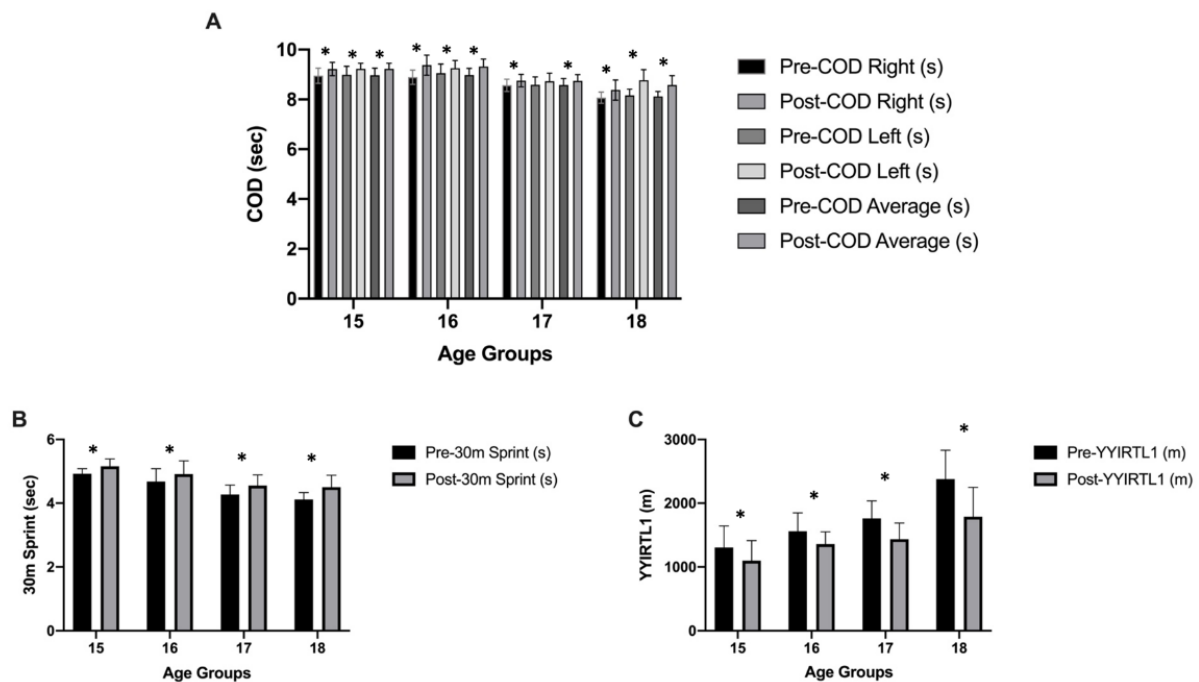 A
COD (sec)
10
8
6
4
2
0
* * * * * * * * * * *
15 16 17 18
Age Groups
Pre-COD Right (s)
Post-COD Right (s)
Pre-COD Left (s)
Post-COD Left (s)
Pre-COD Average (s)
Post-COD Average (s)
B
30m Sprint (sec)
6
4
2
0
* * * *
15 16 17 18
Age Groups
Pre-30m Sprint (s)
Post-30m Sprint (s)
C
YYIRTL1 (m)
3000
2000
1000
0
* * * *
15 16 17 18
Age Groups
Pre-YYIRTL1 (m)
Post-YYIRTL1 (m)